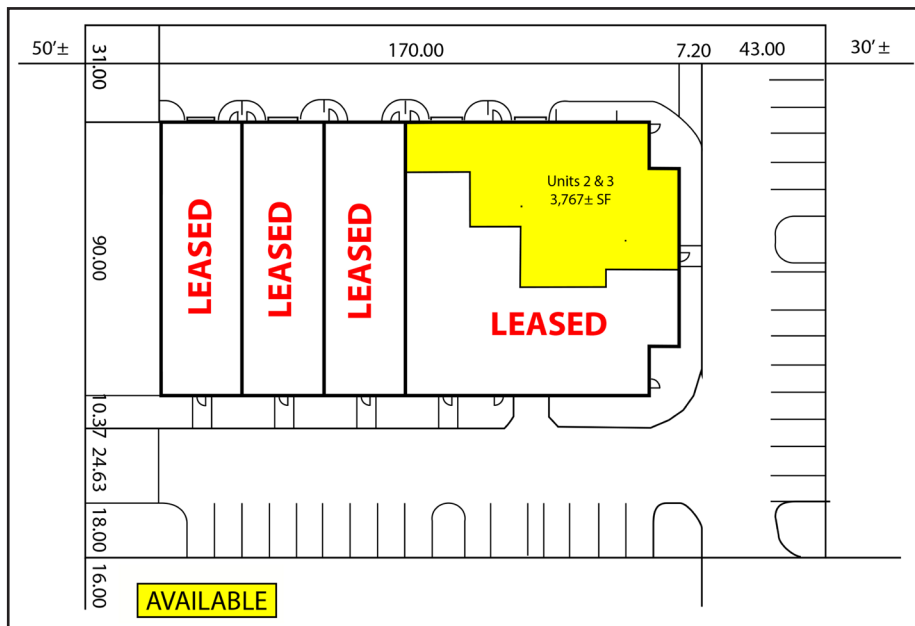 50’±
170.00
7.20
43.00
30’±
31.00
Units 2 & 3
3,767± SF
90.00
LEASED
LEASED
LEASED
LEASED
10.37
24.63
18.00
16.00
AVAILABLE